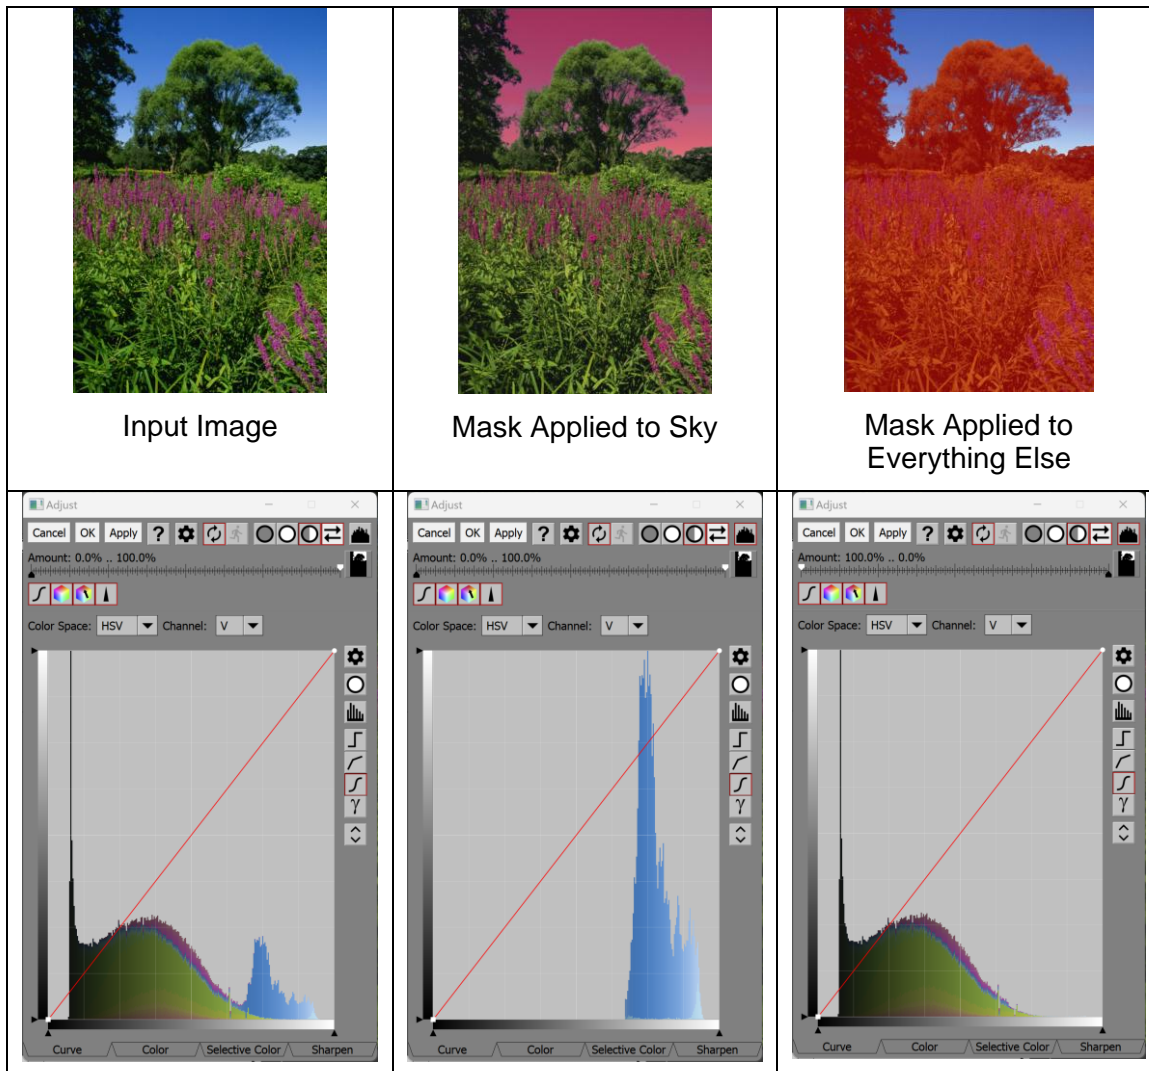 Input Image
Mask Applied to Sky
Mask Applied to
Everything Else
Adjust
Cancel OK Apply ?
Amount: 0.0% .. 100.0%
Color Space: HSV Channel: V
γ
Curve Color Selective Color Sharpen
Adjust
Cancel OK Apply ?
Amount: 0.0% .. 100.0%
Color Space: HSV Channel: V
γ
Curve Color Selective Color Sharpen
Adjust
Cancel OK Apply ?
Amount: 100.0% .. 0.0%
Color Space: HSV Channel: V
γ
Curve Color Selective Color Sharpen